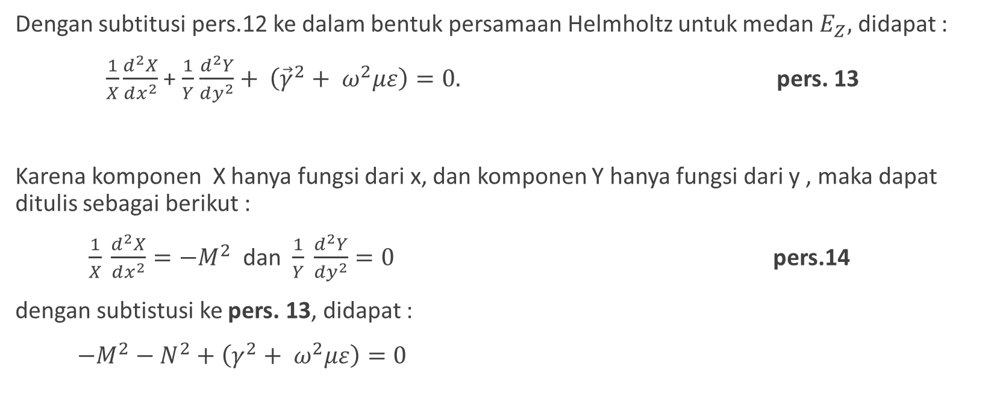 Dengan subtitusi pers.12 ke dalam bentuk persamaan Helmholtz untuk medan $E_Z$, didapat :
$\frac{1}{X}\frac{d^2X}{dx^2} + \frac{1}{Y}\frac{d^2Y}{dy^2} + (\vec{\gamma}^2 + \omega^2\mu\varepsilon) = 0.$ pers. 13
Karena komponen X hanya fungsi dari x, dan komponen Y hanya fungsi dari y , maka dapat
ditulis sebagai berikut :
$\frac{1}{X}\frac{d^2X}{dx^2} = -M^2$ dan $\frac{1}{Y}\frac{d^2Y}{dy^2} = 0$ pers.14
dengan subtistusi ke pers. 13, didapat :
$-M^2 - N^2 + (\gamma^2 + \omega^2\mu\varepsilon) = 0$